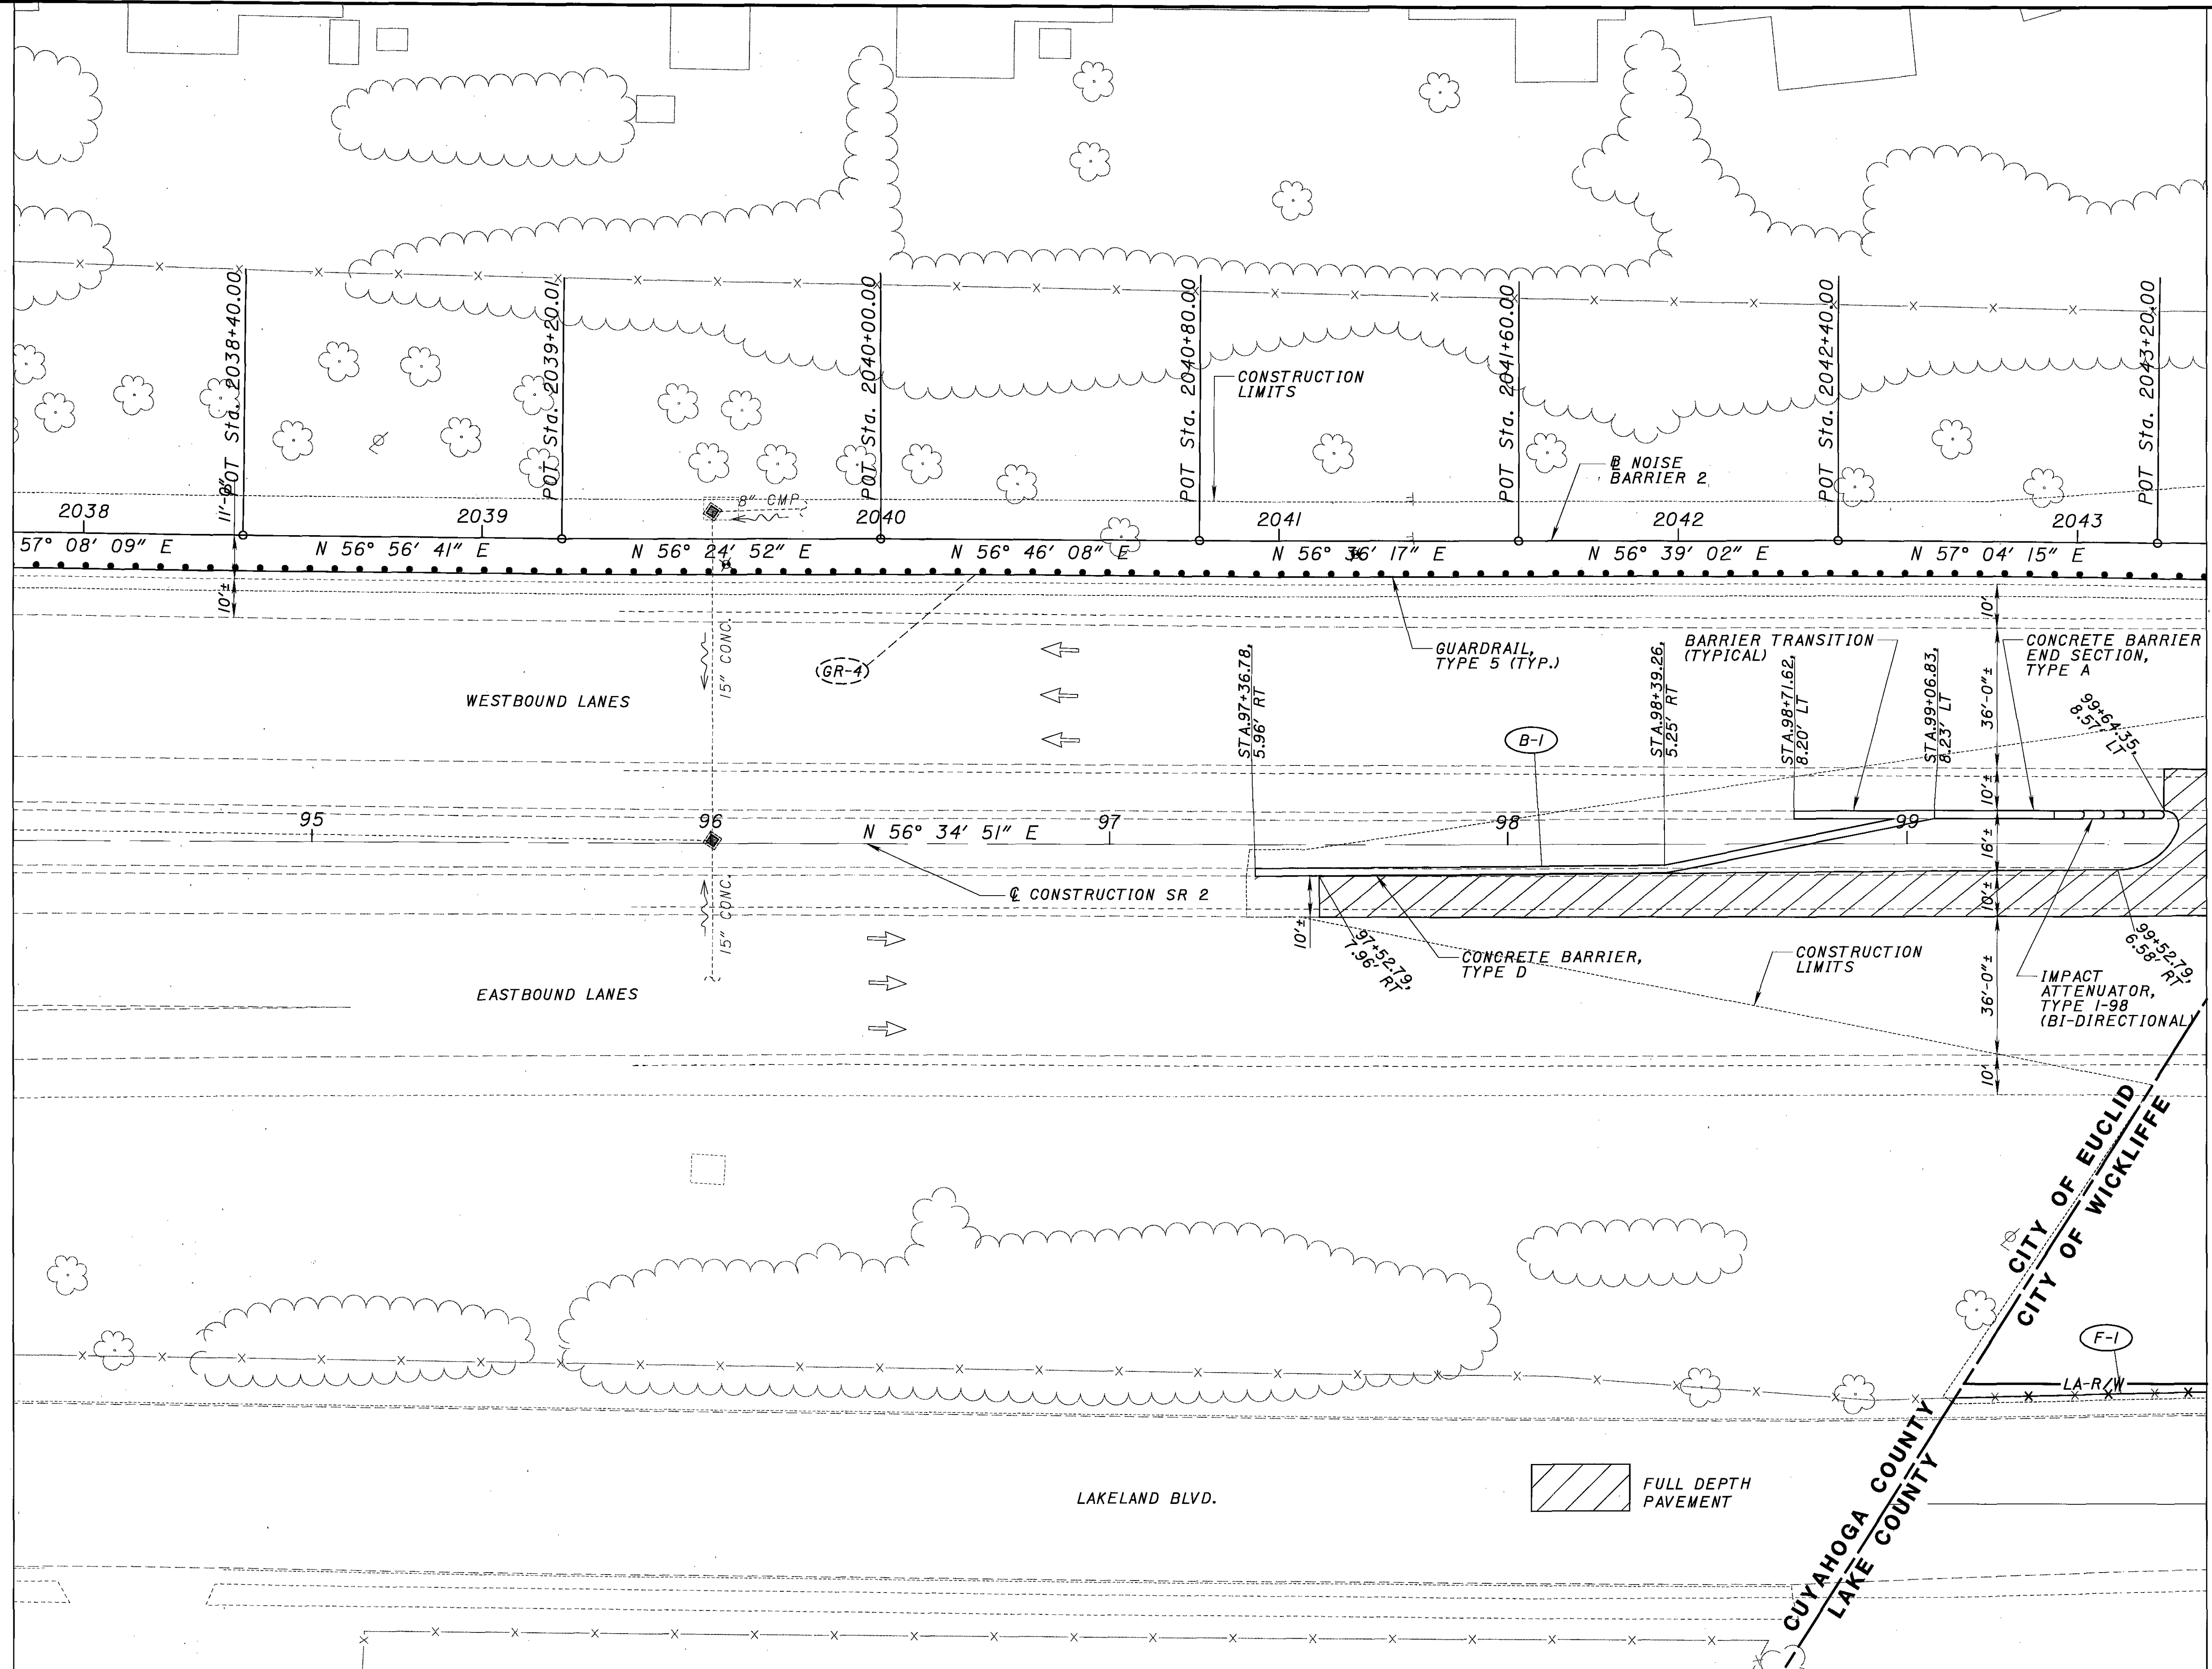 POT Sta. 2038+40.00
POT Sta. 2039+20.01
POT Sta. 2040+00.00
POT Sta. 2040+80.00
POT Sta. 2041+60.00
POT Sta. 2042+40.00
POT Sta. 2043+20.00
CONSTRUCTION
LIMITS
B NOISE
BARRIER 2
8" CMP
11'-0"
2038
2039
2040
2041
2042
2043
57° 08' 09" E
N 56° 56' 41" E
N 56° 24' 52" E
N 56° 46' 08" E
N 56° 36' 17" E
N 56° 39' 02" E
N 57° 04' 15" E
10'±
10'
15" CONC.
GR-4
GUARDRAIL,
TYPE 5 (TYP.)
BARRIER TRANSITION
(TYPICAL)
CONCRETE BARRIER
END SECTION,
TYPE A
WESTBOUND LANES
STA.97+36.78,
5.96' RT
B-1
STA.98+39.26,
5.25' RT
STA.98+71.62,
8.20' LT
STA.99+06.83,
8.23' LT
36'-0"±
99+64.35,
8.57' LT
10'±
95
96
97
98
99
N 56° 34' 51" E
16'±
℄ CONSTRUCTION SR 2
15" CONC.
10'±
10'±
97+52.79,
7.96' RT
CONCRETE BARRIER,
TYPE D
CONSTRUCTION
LIMITS
99+52.79,
6.58' RT
EASTBOUND LANES
36'-0"±
IMPACT
ATTENUATOR,
TYPE 1-98
(BI-DIRECTIONAL)
10'
CITY OF EUCLID
CITY OF WICKLIFFE
F-1
LA-R/W
CUYAHOGA COUNTY
LAKE COUNTY
LAKELAND BLVD.
FULL DEPTH
PAVEMENT